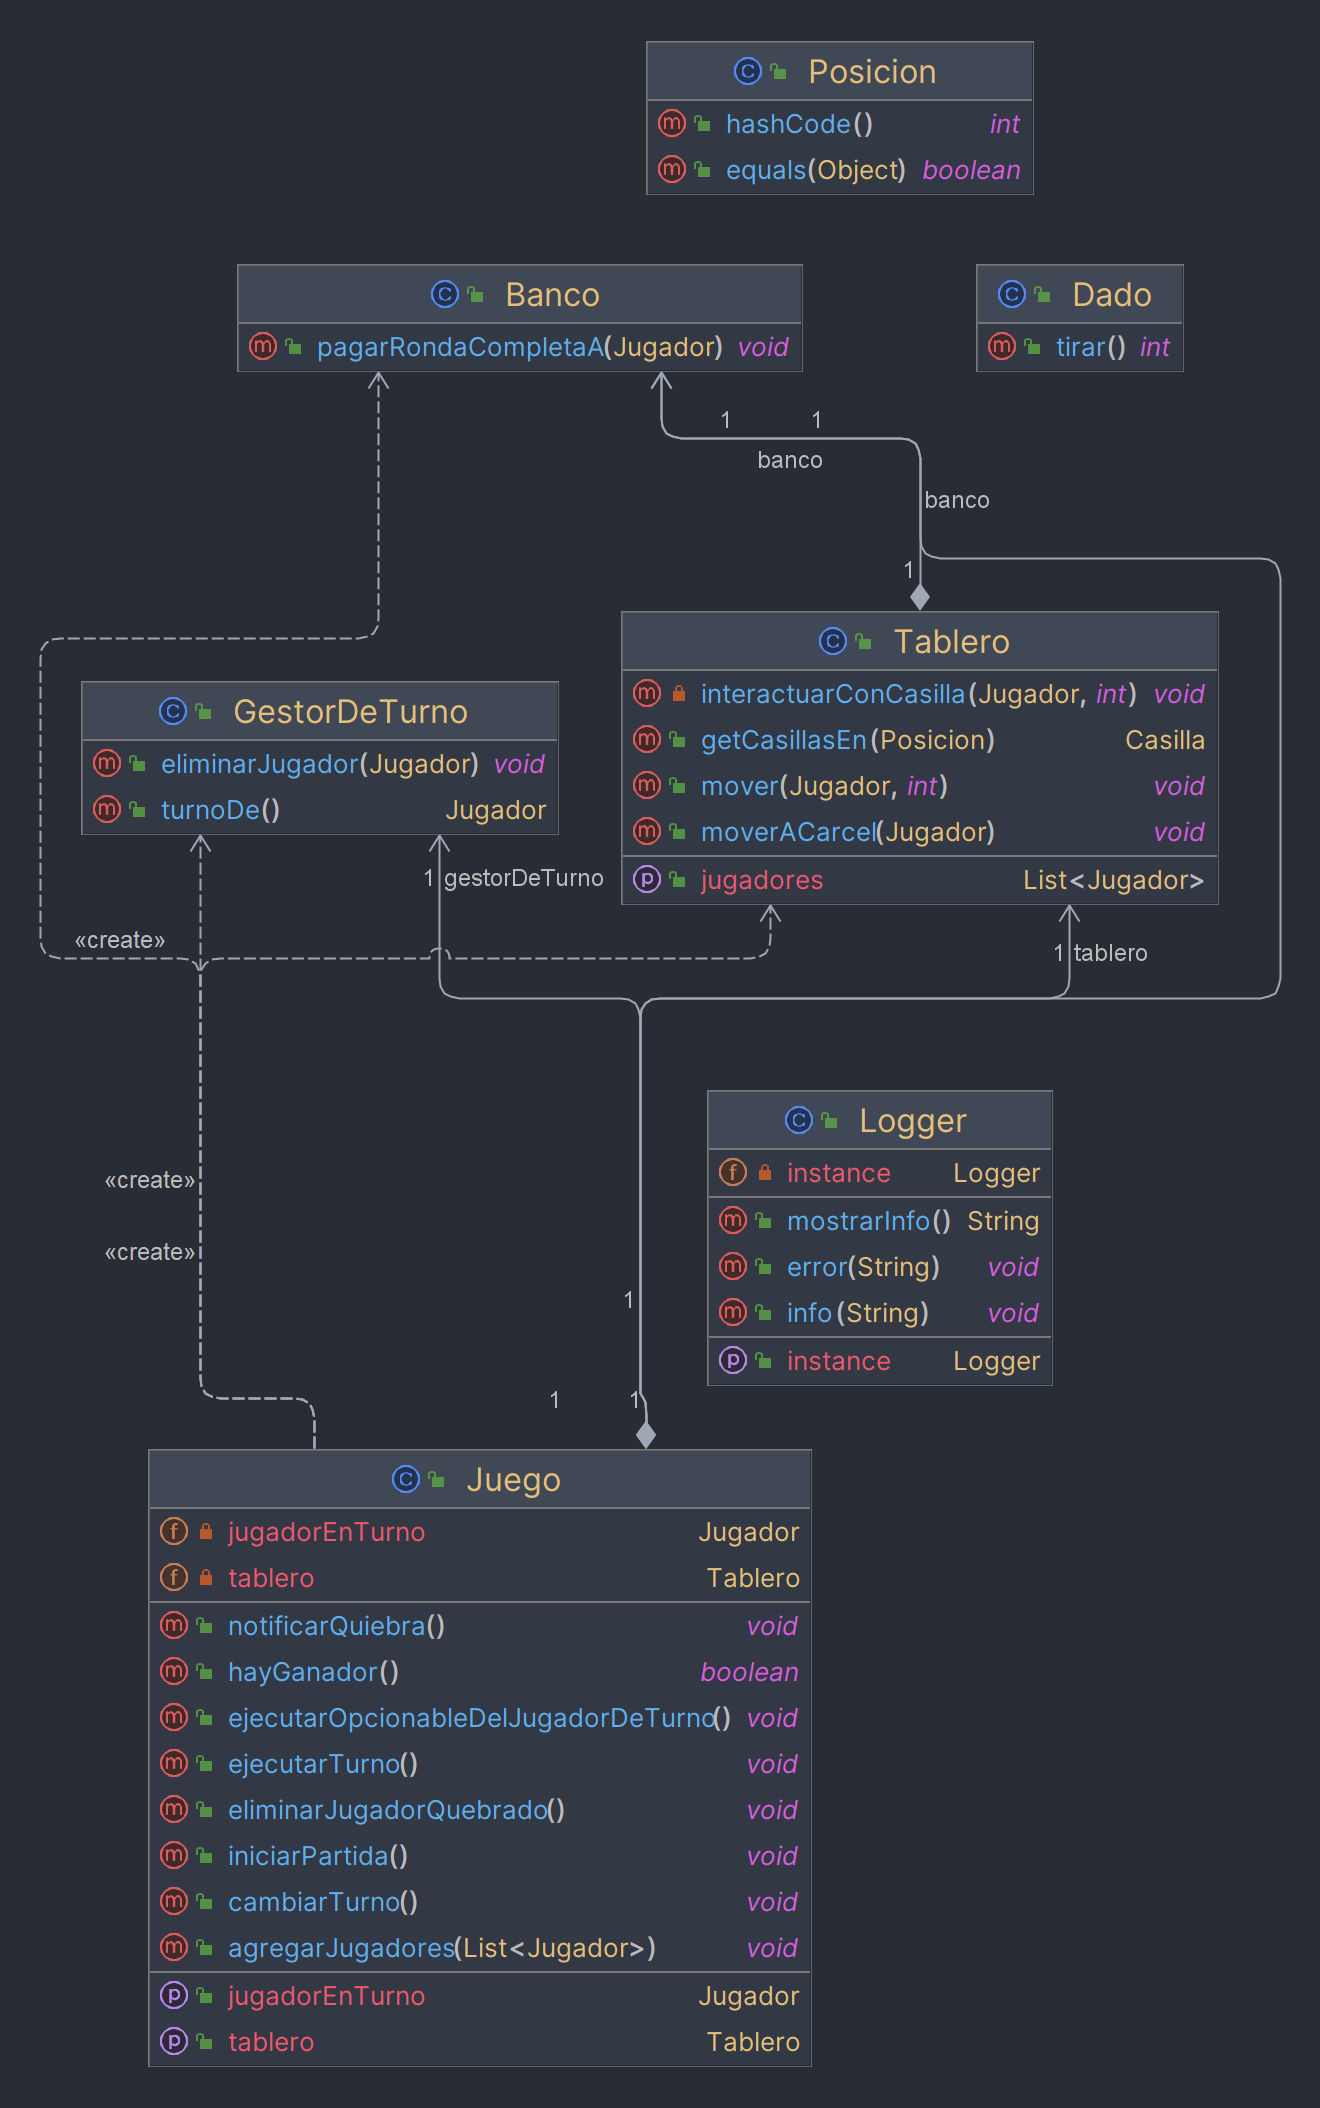 Posicion
hashCode() int
equals(Object) boolean
Banco
pagarRondaCompletaA(Jugador) void
Dado
tirar() int
1 1
banco
banco
1
Tablero
interactuarConCasilla(Jugador, int) void
getCasillasEn(Posicion) Casilla
mover(Jugador, int) void
moverACarcel(Jugador) void
jugadores List<Jugador>
GestorDeTurno
eliminarJugador(Jugador) void
turnoDe() Jugador
1 gestorDeTurno
«create»
1 tablero
Logger
instance Logger
mostrarInfo() String
error(String) void
info(String) void
instance Logger
«create»
«create»
1
1 1
Juego
jugadorEnTurno Jugador
tablero Tablero
notificarQuiebra() void
hayGanador() boolean
ejecutarOpcionableDelJugadorDeTurno() void
ejecutarTurno() void
eliminarJugadorQuebrado() void
iniciarPartida() void
cambiarTurno() void
agregarJugadores(List<Jugador>) void
jugadorEnTurno Jugador
tablero Tablero